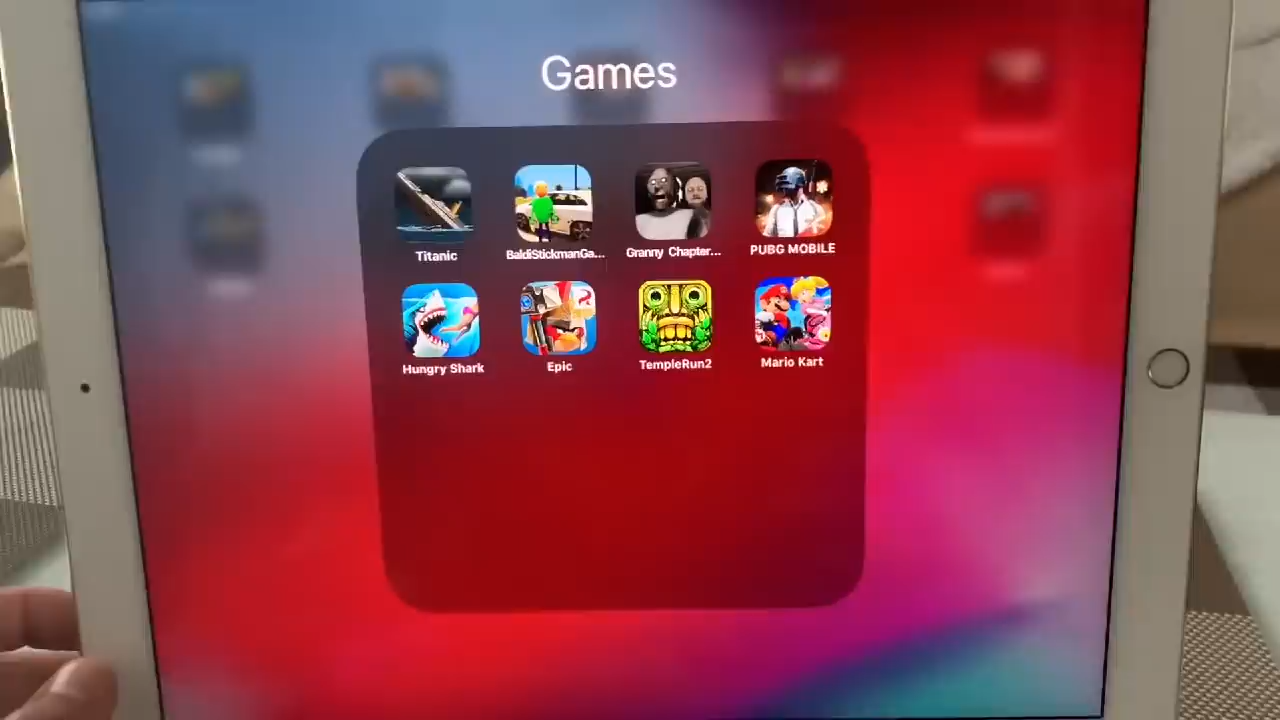 Games
Titanic
BaldiStickmanGa...
Granny Chapter...
PUBG MOBILE
Hungry Shark
Epic
TempleRun2
Mario Kart